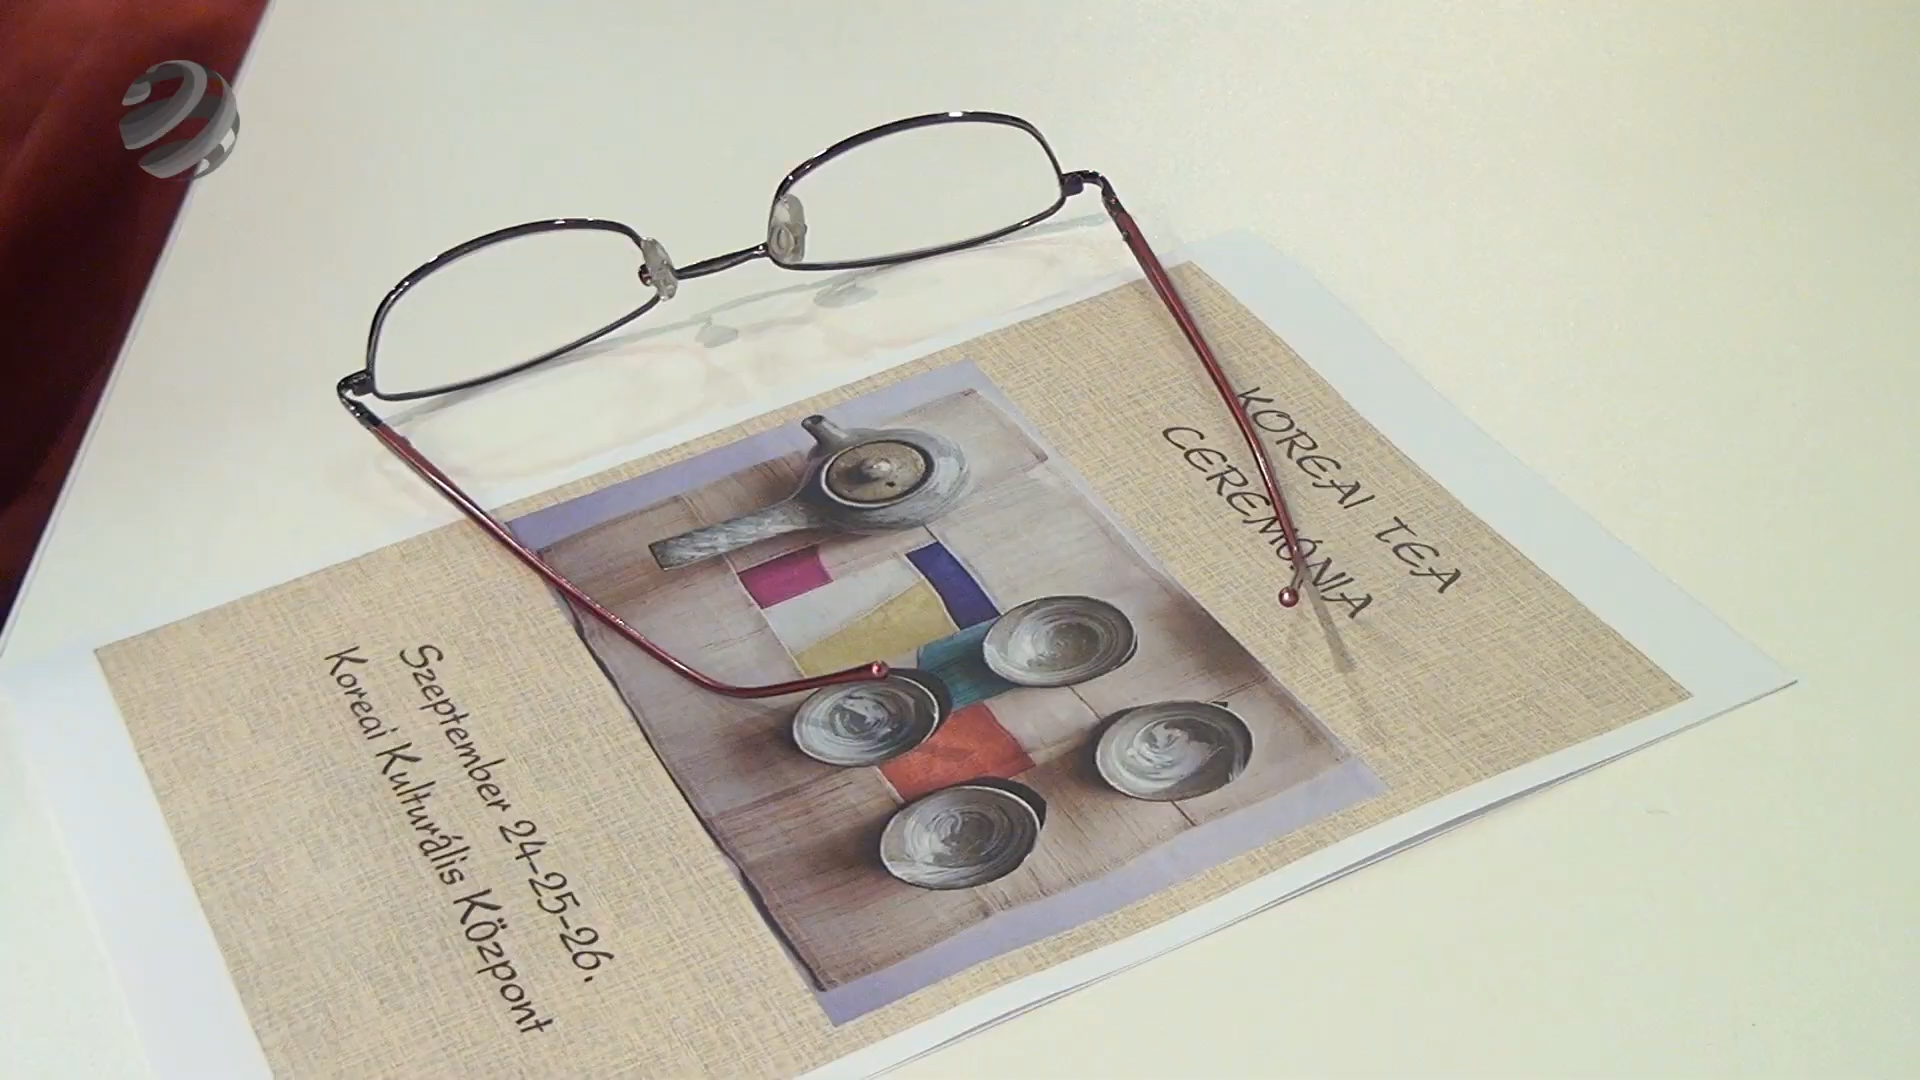 KOREAI TEA
CEREMÓNIA
Szeptember 24-25-26.
Koreai Kulturális Központ